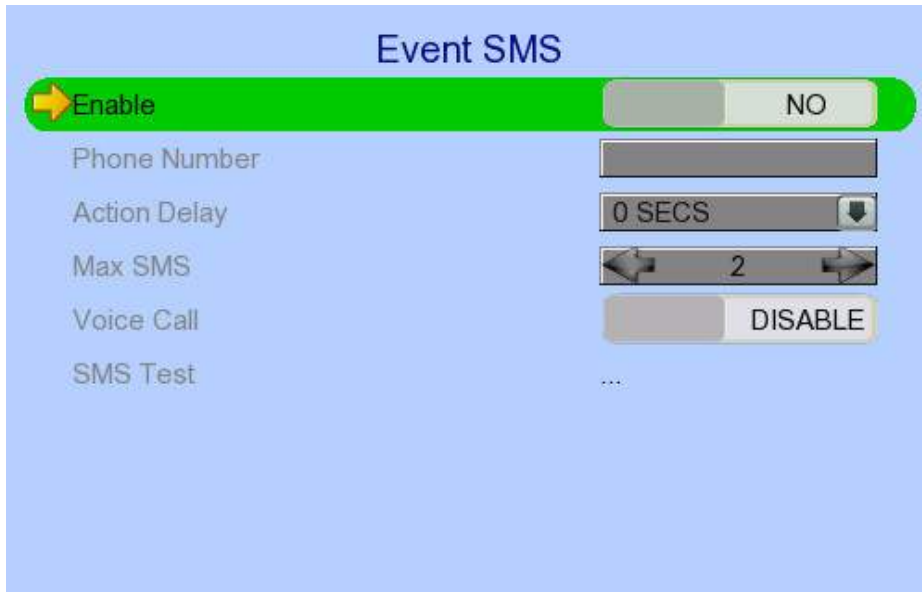 Event SMS
Enable NO
Phone Number
Action Delay 0 SECS
Max SMS 2
Voice Call DISABLE
SMS Test ...